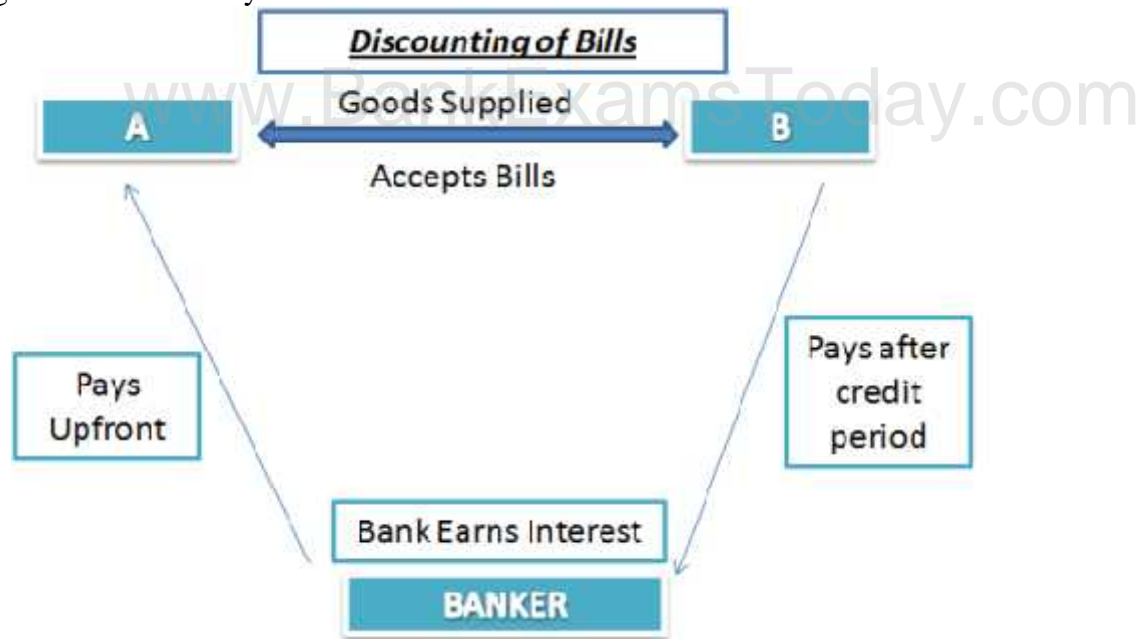 Discounting of Bills
www.BankExamsToday.com
Goods Supplied
A
B
Accepts Bills
Pays
Upfront
Pays after
credit
period
Bank Earns Interest
BANKER